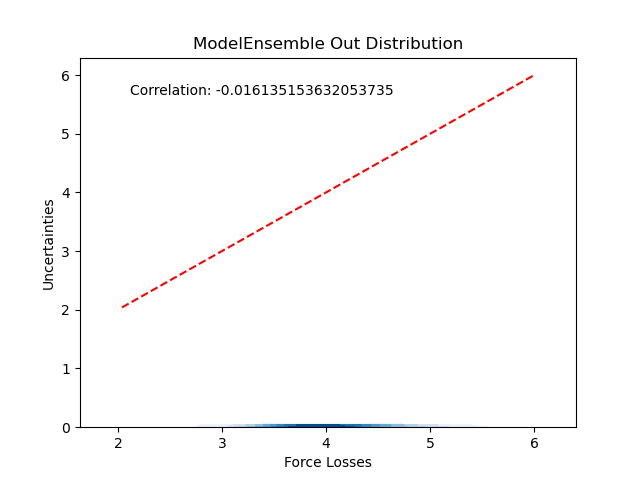 ModelEnsemble Out Distribution
Correlation: -0.016135153632053735
6
5
4
3
2
1
0
Uncertainties
2 3 4 5 6
Force Losses